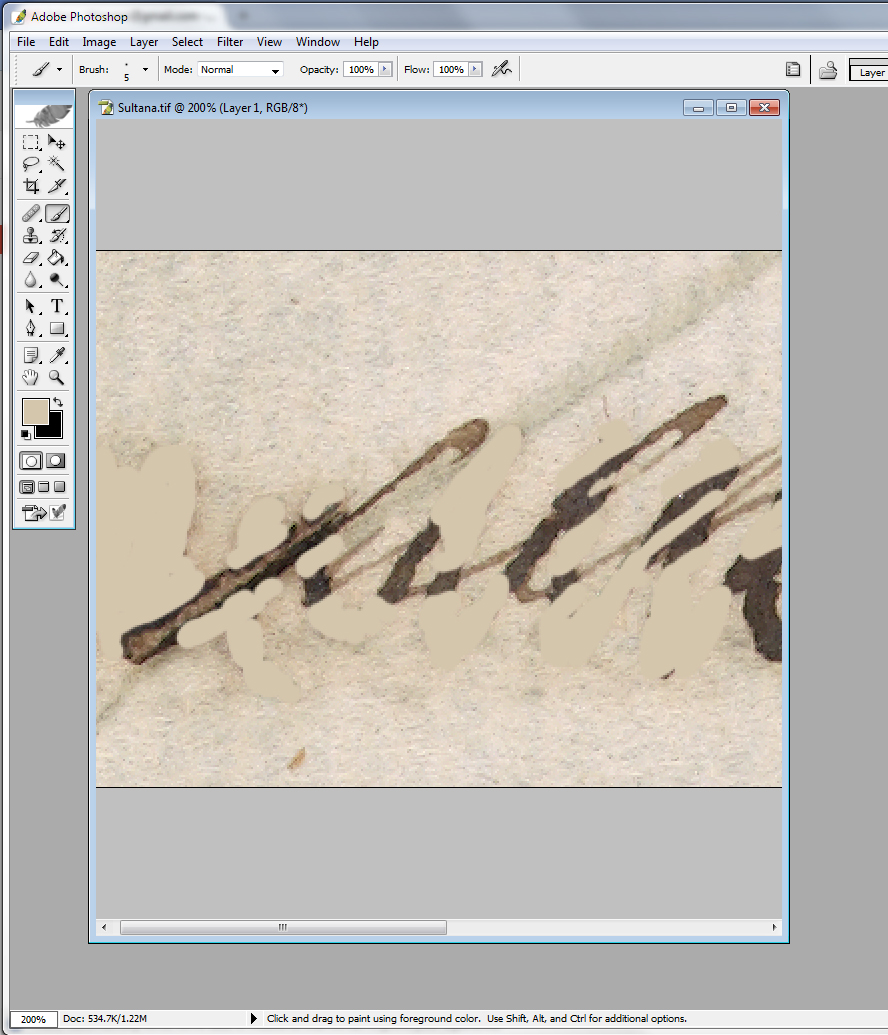 Adobe Photoshop
File Edit Image Layer Select Filter View Window Help
Brush: 5 Mode: Normal Opacity: 100% Flow: 100% Layer
Sultana.tif @ 200% (Layer 1, RGB/8*)
T
200% Doc: 534.7K/1.22M Click and drag to paint using foreground color. Use Shift, Alt, and Ctrl for additional options.